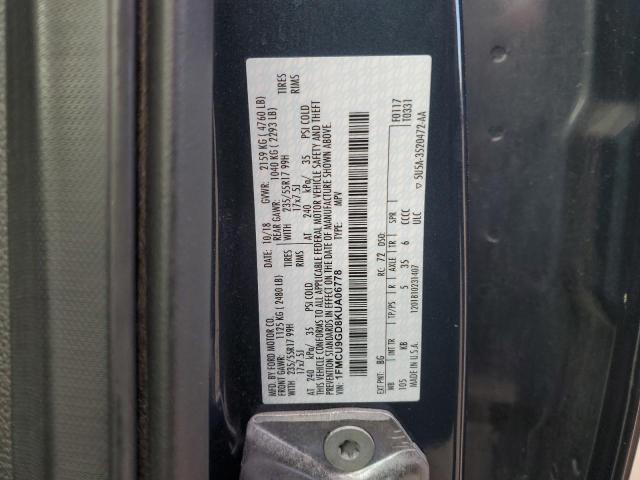 MFD. BY FORD MOTOR CO. DATE: 10/18 GVWR: 2159 KG ( 4760 LB)
FRONT GAWR: 1125 KG ( 2480 LB) REAR GAWR: 1040 KG ( 2293 LB)
WITH 235/55R17 99H TIRES WITH 235/55R17 99H TIRES
17x7.5J RIMS 17x7.5J RIMS
AT 240 kPa/ 35 PSI COLD AT 240 kPa/ 35 PSI COLD
THIS VEHICLE CONFORMS TO ALL APPLICABLE FEDERAL MOTOR VEHICLE SAFETY AND THEFT
PREVENTION STANDARDS IN EFFECT ON THE DATE OF MANUFACTURE SHOWN ABOVE.
VIN: 1FMCU9GD8KUA06778 TYPE: MPV
F0117
T0331
EXT PNT: BG RC: 72 DSO:
WB INT TR TP/PS R AXLE TR SPR
105 KB 5 35 6 CCCC
MADE IN U.S.A. 1201B10231407 ULC
▽ 5U5A-3520472-AA